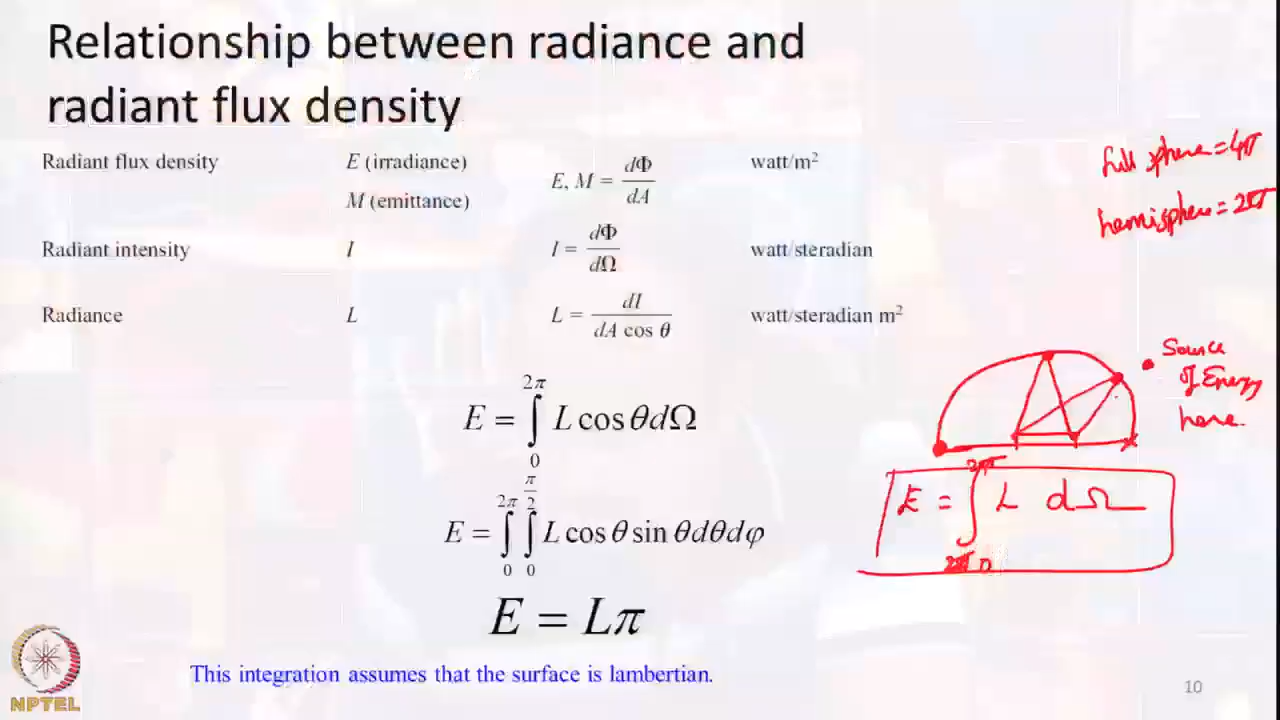 Relationship between radiance and
radiant flux density
Radiant flux density E (irradiance) E, M = dΦ/dA watt/m²
M (emittance)
Radiant intensity I I = dΦ/dΩ watt/steradian
Radiance L L = dI/dA cos θ watt/steradian m²
full sphere = 4π
hemisphere = 2π
Source
of Energy
here.
E = ∫₀^2π L cos θ dΩ
E = ∫₀^2π ∫₀^π/2 L cos θ sin θ dθ dφ
E = Lπ
E = ∫₀^2π L dΩ
This integration assumes that the surface is lambertian.
NPTEL
10